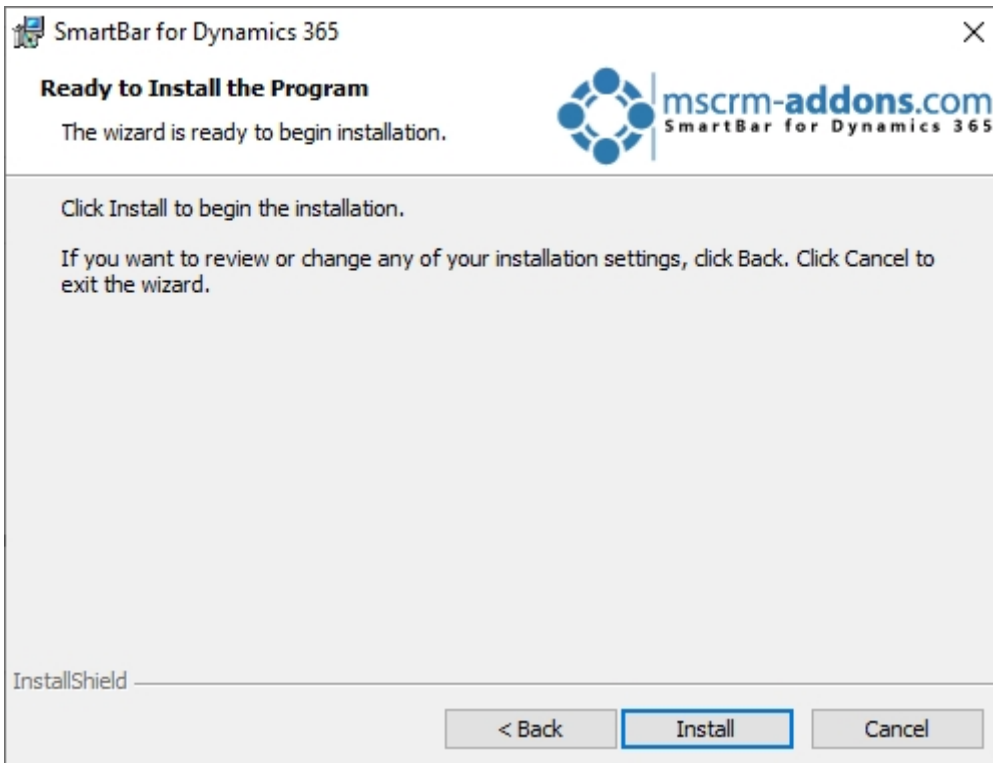 SmartBar for Dynamics 365
Ready to Install the Program
The wizard is ready to begin installation.
mscrm-addons.com
SmartBar for Dynamics 365
Click Install to begin the installation.
If you want to review or change any of your installation settings, click Back. Click Cancel to
exit the wizard.
InstallShield
< Back
Install
Cancel